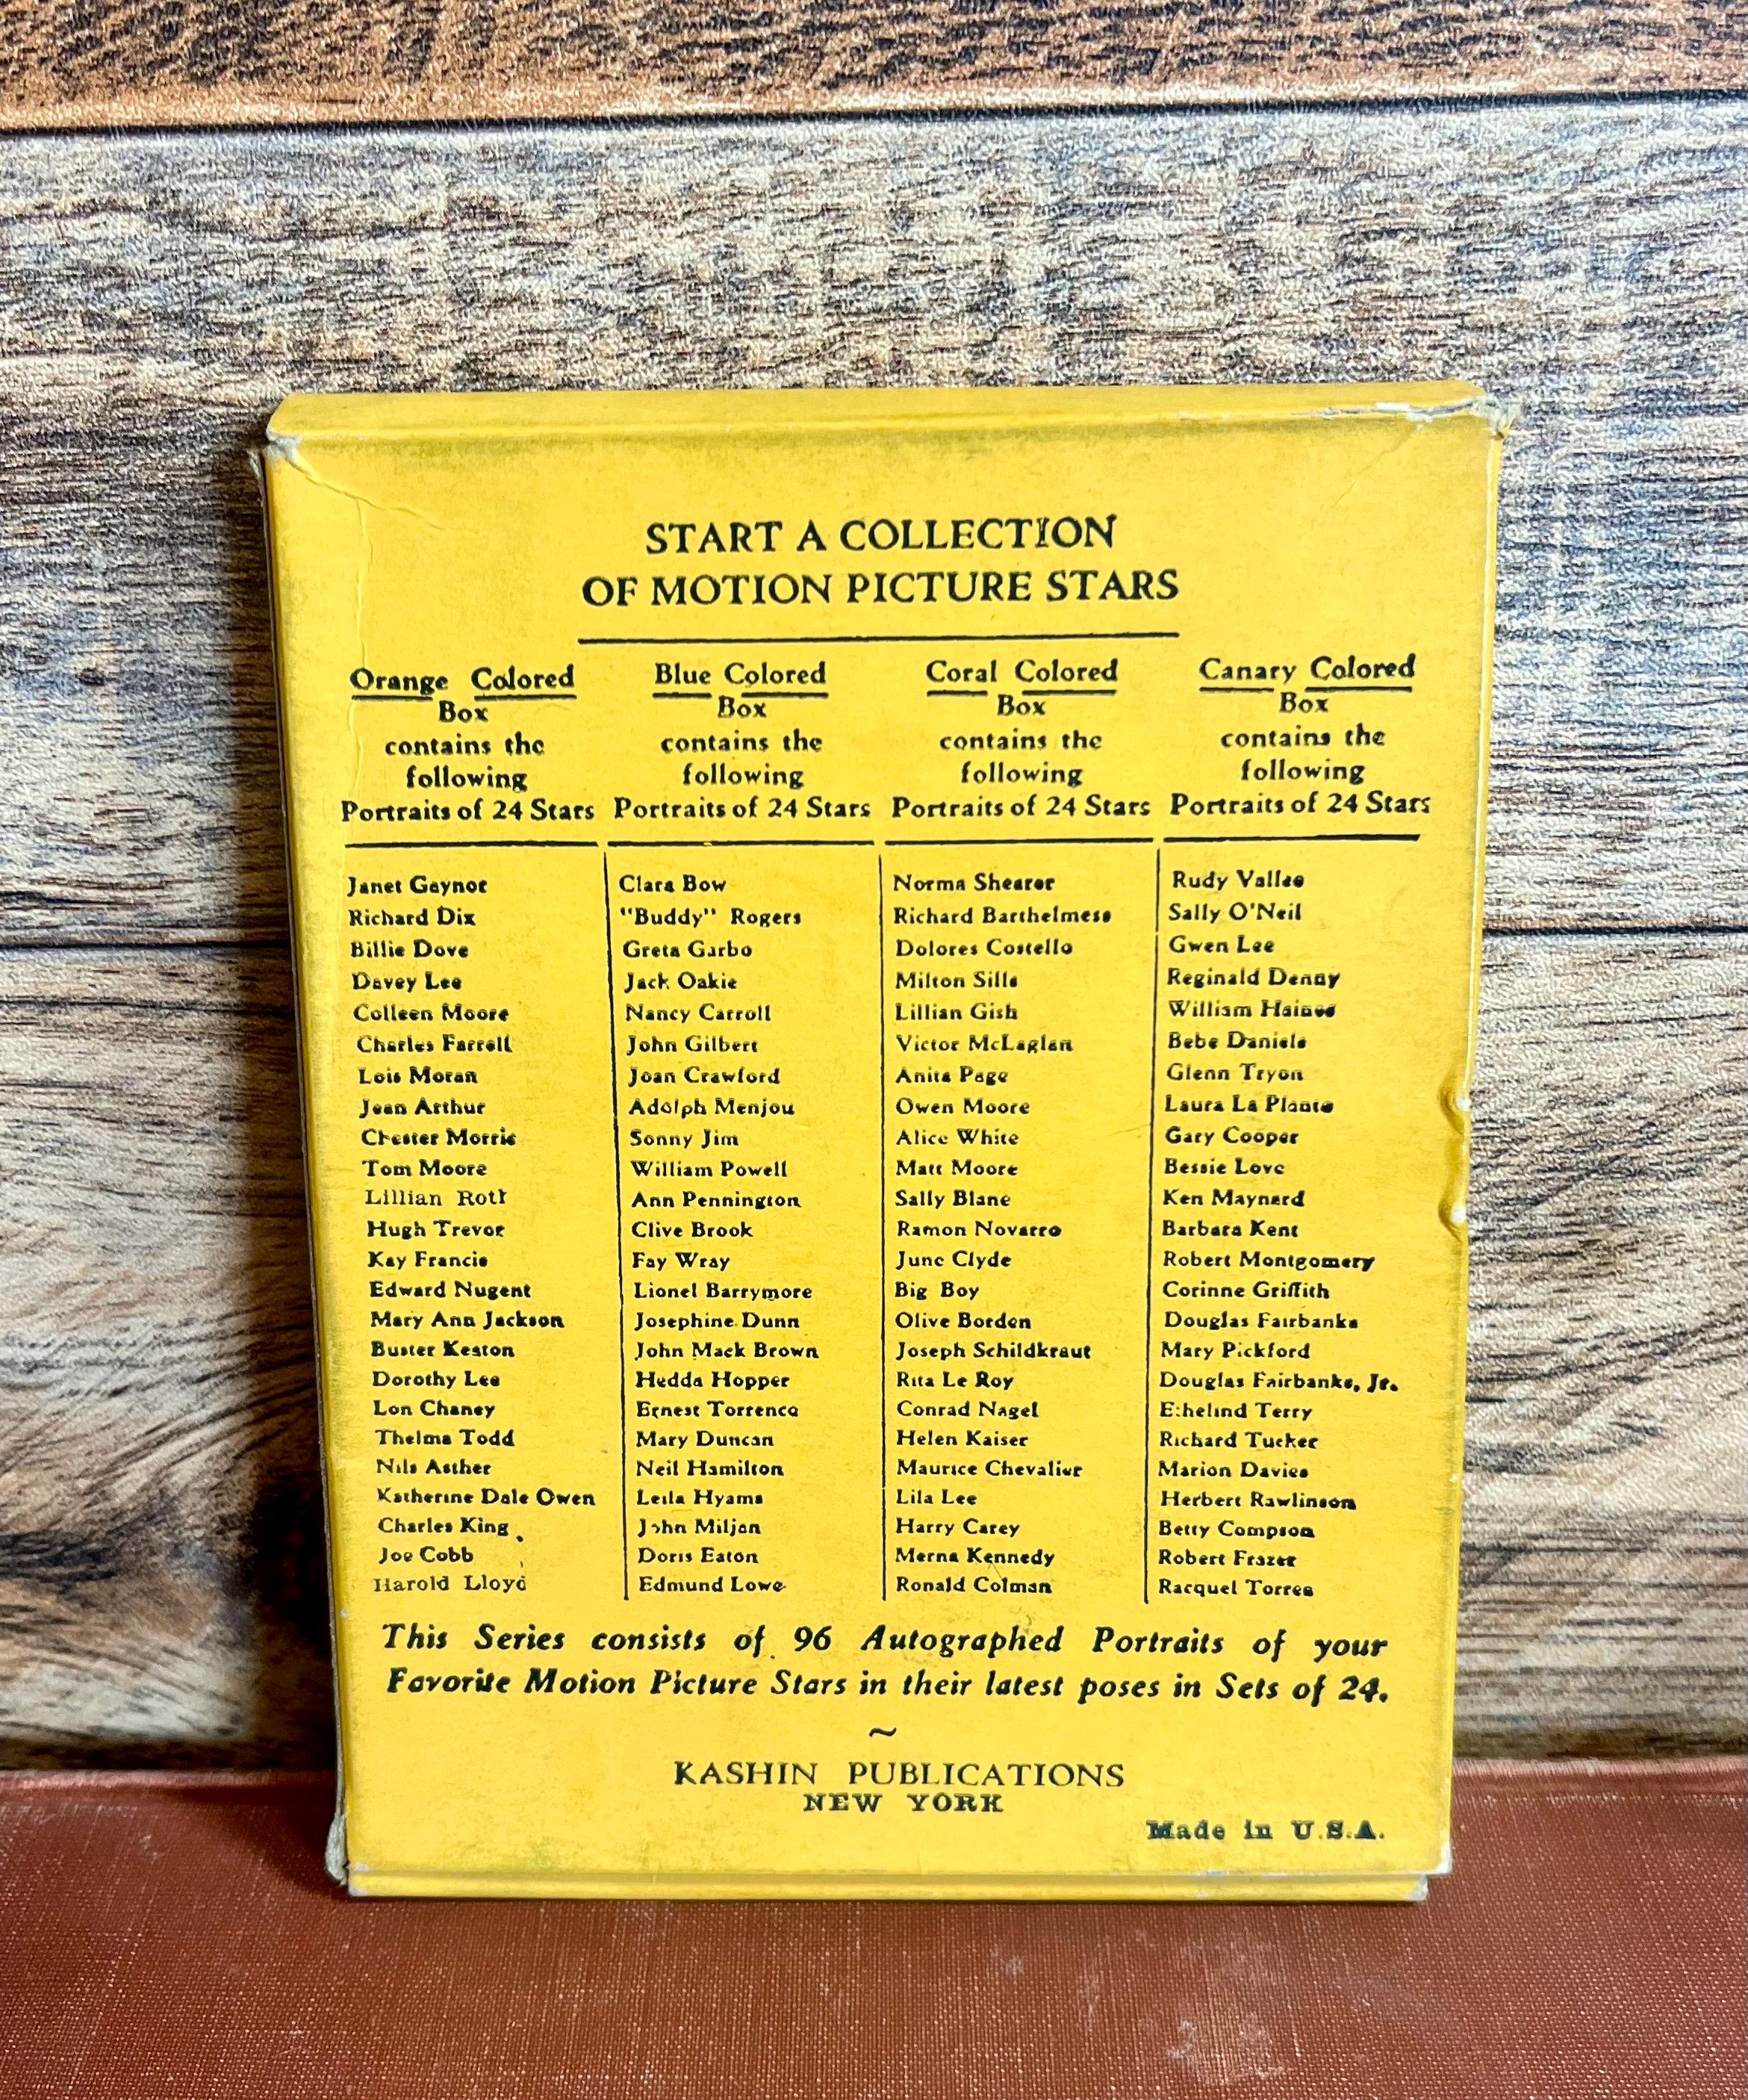 START A COLLECTION
OF MOTION PICTURE STARS
Orange Colored
Box
contains the
following
Portraits of 24 Stars
Janet Gaynor
Richard Dix
Billie Dove
Davey Lee
Colleen Moore
Charles Farrell
Lois Moran
Jean Arthur
Chester Morris
Tom Moore
Lillian Roth
Hugh Trevor
Kay Francis
Edward Nugent
Mary Ann Jackson
Buster Keaton
Dorothy Lee
Lon Chaney
Thelma Todd
Nils Asther
Katherine Dale Owen
Charles King
Joe Cobb
Harold Lloyd
Blue Colored
Box
contains the
following
Portraits of 24 Stars
Clara Bow
"Buddy" Rogers
Greta Garbo
Jack Oakie
Nancy Carroll
John Gilbert
Joan Crawford
Adolph Menjou
Sonny Jim
William Powell
Ann Pennington
Clive Brook
Fay Wray
Lionel Barrymore
Josephine Dunn
John Mack Brown
Hedda Hopper
Ernest Torrence
Mary Duncan
Neil Hamilton
Leila Hyams
John Miljan
Doris Eaton
Edmund Lowe
Coral Colored
Box
contains the
following
Portraits of 24 Stars
Norma Shearer
Richard Barthelmess
Dolores Costello
Milton Sills
Lillian Gish
Victor McLaglan
Anita Page
Owen Moore
Alice White
Matt Moore
Sally Blane
Ramon Novarro
June Clyde
Big Boy
Olive Borden
Joseph Schildkraut
Rita Le Roy
Conrad Nagel
Helen Kaiser
Maurice Chevalier
Lila Lee
Harry Carey
Merna Kennedy
Ronald Colman
Canary Colored
Box
contains the
following
Portraits of 24 Stars
Rudy Vallee
Sally O'Neil
Gwen Lee
Reginald Denny
William Haines
Bebe Daniels
Glenn Tryon
Laura La Plante
Gary Cooper
Bessie Love
Ken Maynard
Barbara Kent
Robert Montgomery
Corinne Griffith
Douglas Fairbanks
Mary Pickford
Douglas Fairbanks, Jr.
Ethelind Terry
Richard Tucker
Marion Davies
Herbert Rawlinson
Betty Compson
Robert Frazer
Racquel Torres
This Series consists of 96 Autographed Portraits of your
Favorite Motion Picture Stars in their latest poses in Sets of 24.
~
KASHIN PUBLICATIONS
NEW YORK
Made in U.S.A.